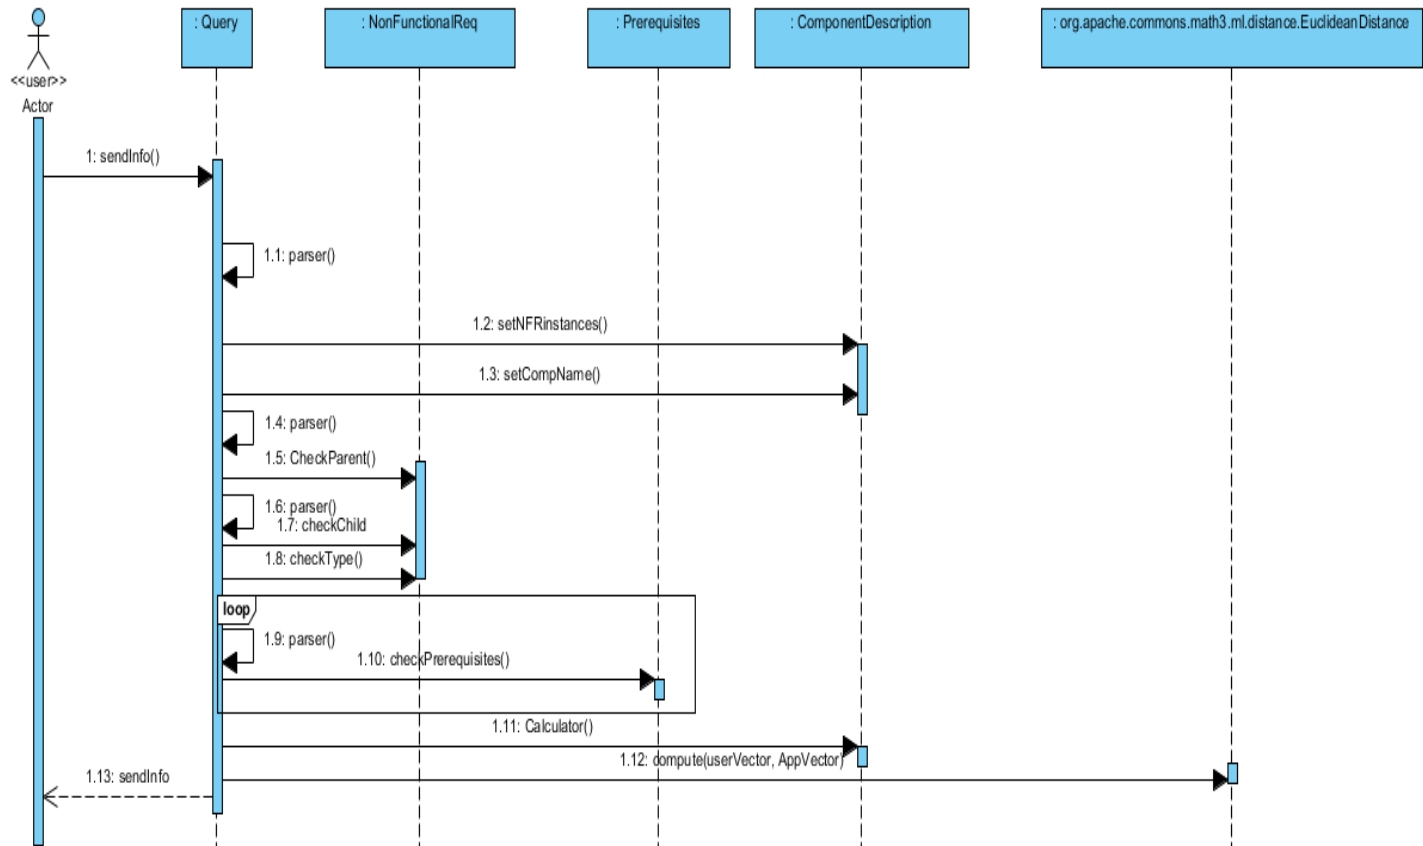 : Query
: NonFunctionalReq
: Prerequisites
: ComponentDescription
: org.apache.commons.math3.ml.distance.EuclideanDistance
<<user>>
Actor
1: sendInfo()
1.1: parser()
1.2: setNFRinstances()
1.3: setCompName()
1.4: parser()
1.5: CheckParent()
1.6: parser()
1.7: checkChild
1.8: checkType()
loop
1.9: parser()
1.10: checkPrerequisites()
1.11: Calculator()
1.12: compute(userVector, AppVector)
1.13: sendInfo